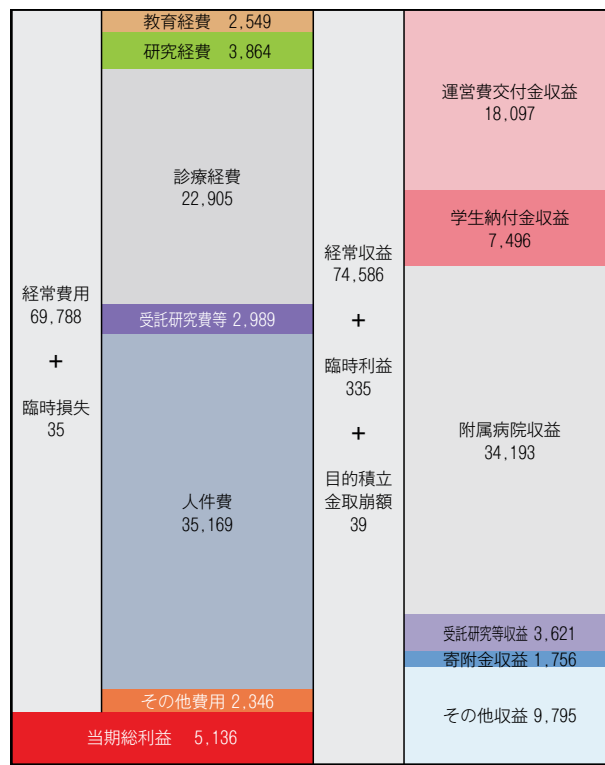 経常費用
69,788
+
臨時損失
35
教育経費 2,549
研究経費 3,864
診療経費
22,905
受託研究費等 2,989
人件費
35,169
その他費用 2,346
当期総利益 5,136
経常収益
74,586
+
臨時利益
335
+
目的積立
金取崩額
39
運営費交付金収益
18,097
学生納付金収益
7,496
附属病院収益
34,193
受託研究等収益 3,621
寄附金収益 1,756
その他収益 9,795